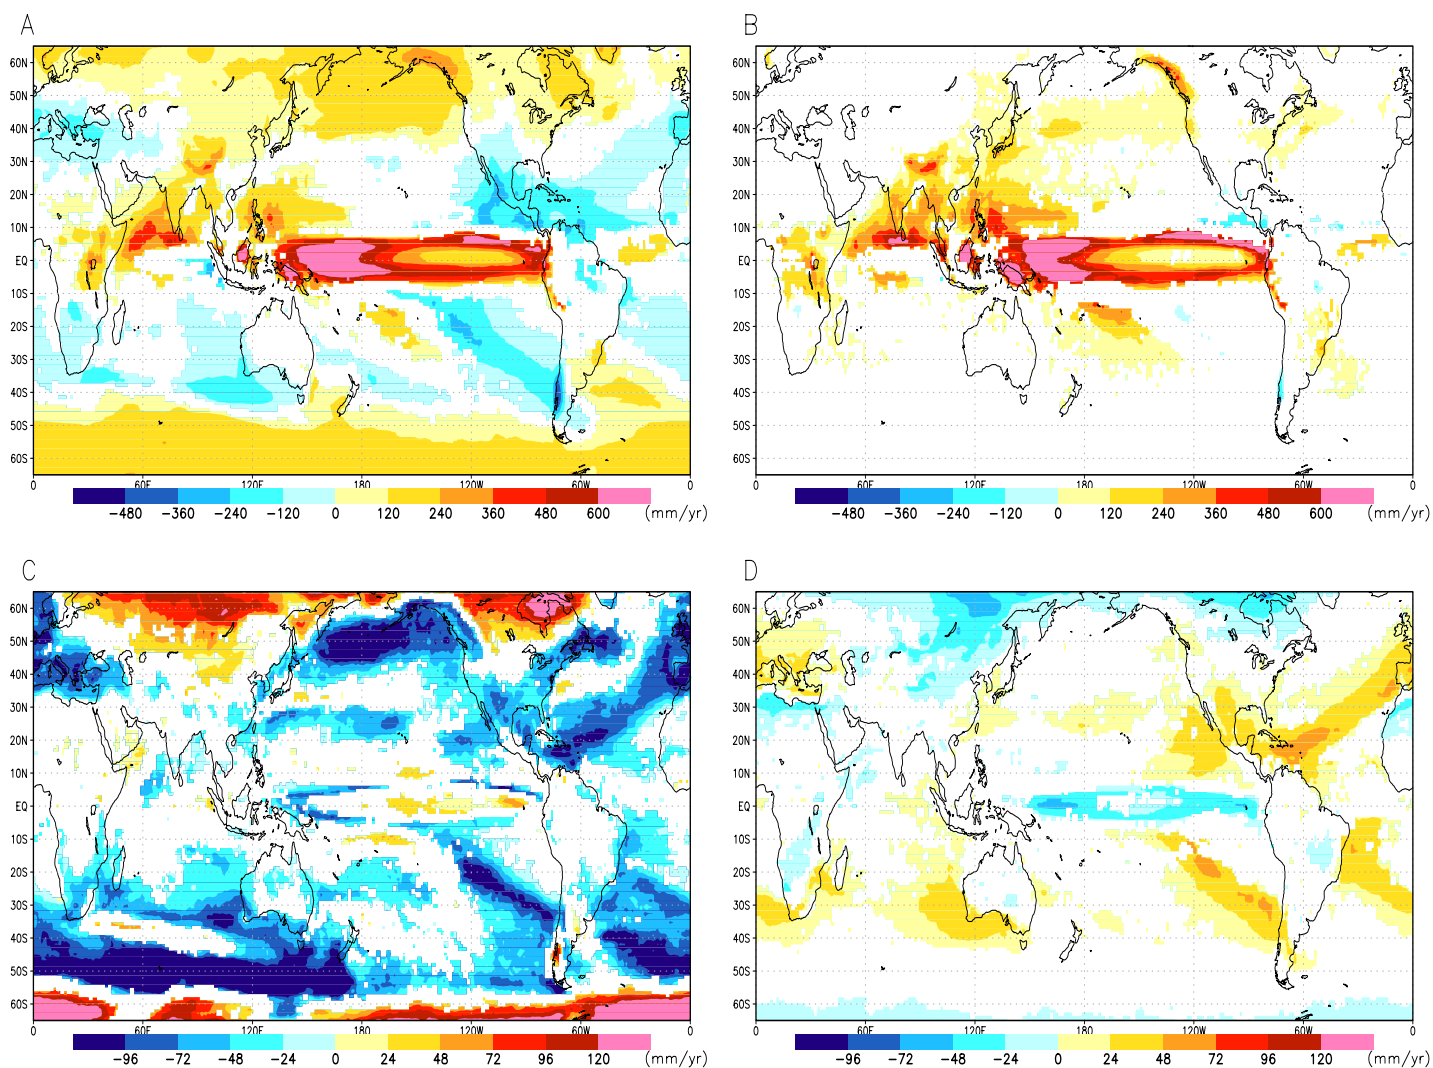 A B
60N 60N
50N 50N
40N 40N
30N 30N
20N 20N
10N 10N
EQ EQ
10S 10S
20S 20S
30S 30S
40S 40S
50S 50S
60S 60S
0 60E 120E 180 120W 60W 0 0 60E 120E 180 120W 60W 0
−480 −360 −240 −120 0 120 240 360 480 600 (mm/yr) −480 −360 −240 −120 0 120 240 360 480 600 (mm/yr)
C D
60N 60N
50N 50N
40N 40N
30N 30N
20N 20N
10N 10N
EQ EQ
10S 10S
20S 20S
30S 30S
40S 40S
50S 50S
60S 60S
0 60E 120E 180 120W 60W 0 0 60E 120E 180 120W 60W 0
−96 −72 −48 −24 0 24 48 72 96 120 (mm/yr) −96 −72 −48 −24 0 24 48 72 96 120 (mm/yr)